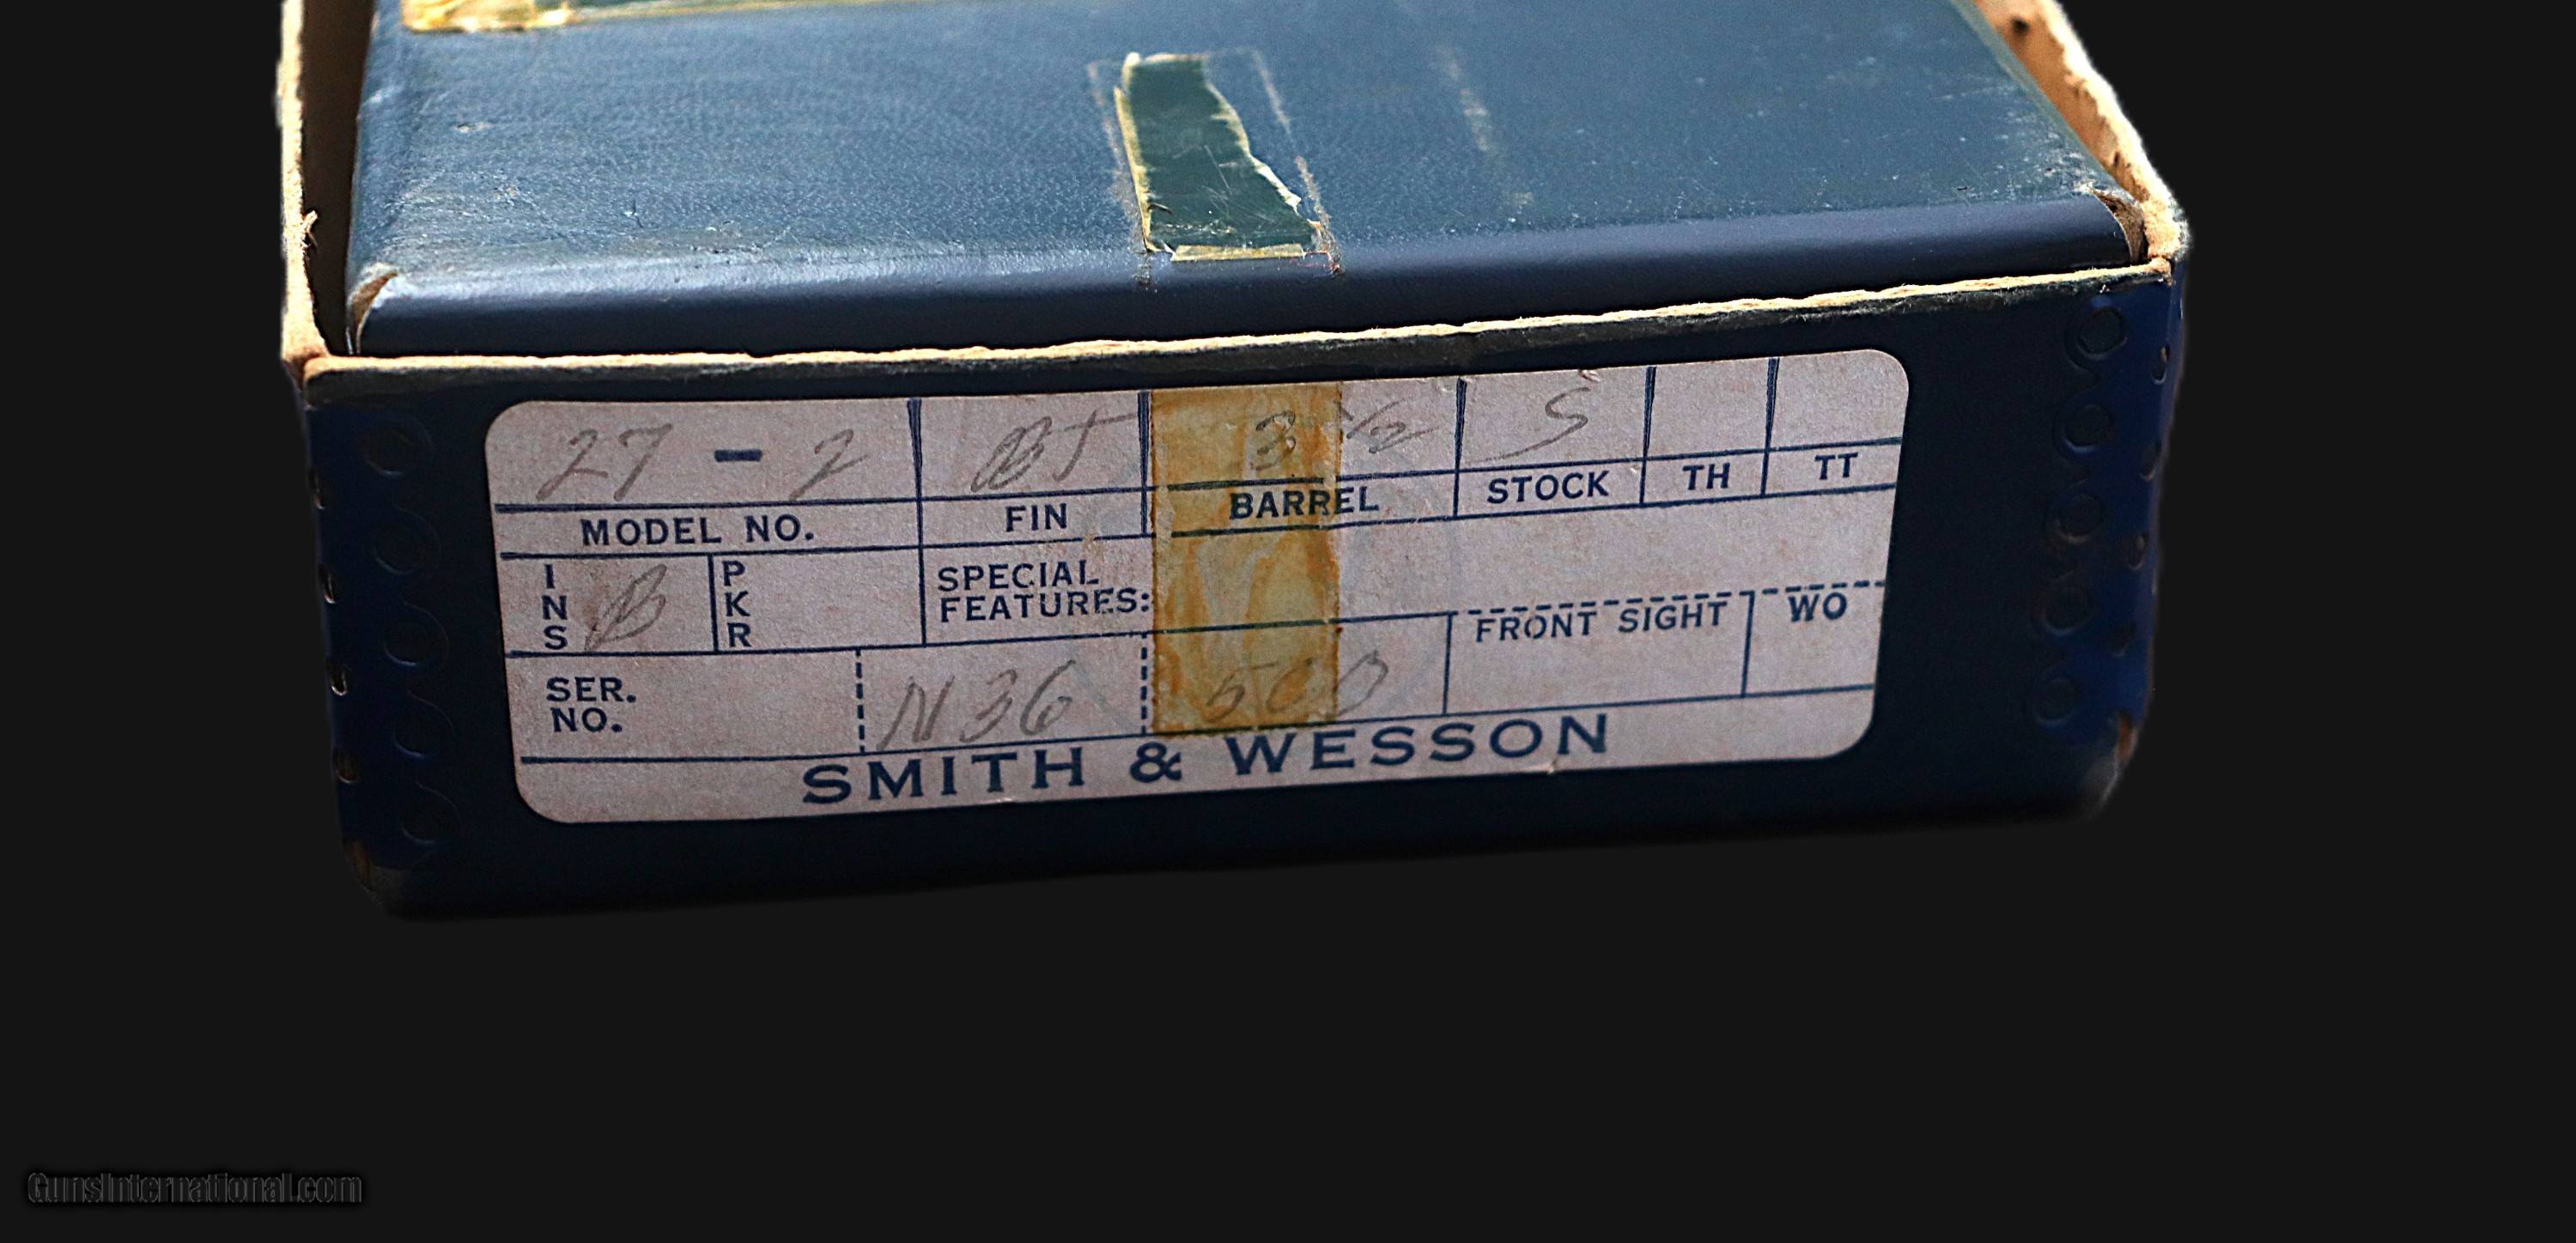 27 - 2 BT 3 1/2 S
MODEL NO. FIN BARREL STOCK TH TT
INS B PKR SPECIAL
FEATURES:
FRONT SIGHT WO
SER.
NO. N36 500
SMITH & WESSON
GunsInternational.com